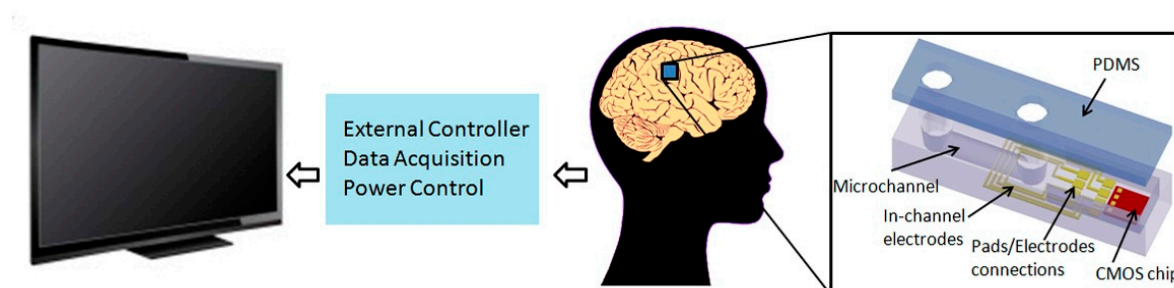 External Controller
Data Acquisition
Power Control
PDMS
Microchannel
In-channel
electrodes
Pads/Electrodes
connections
CMOS chip